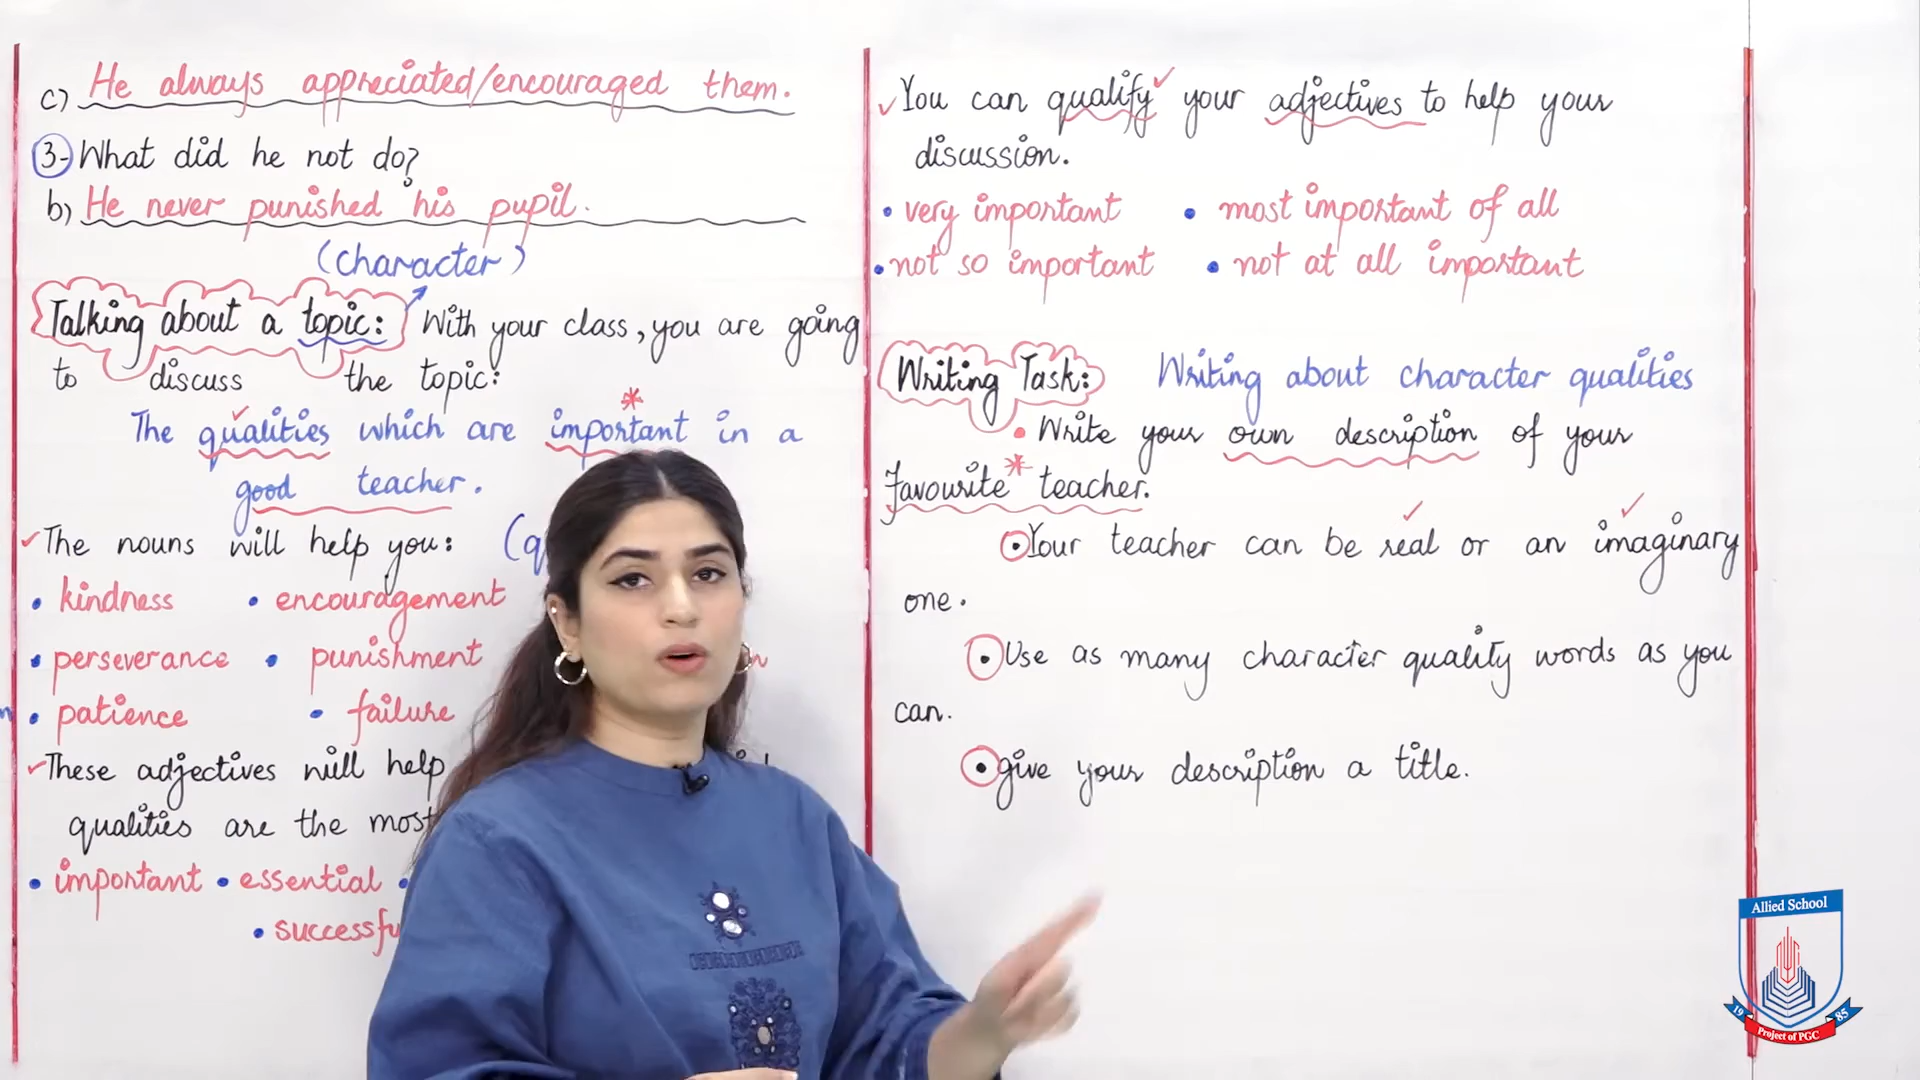 c) He always appreciated/encouraged them.
3- What did he not do?
b) He never punished his pupil.
(character)
Talking about a topic: With your class, you are going
to discuss the topic:
The qualities which are important in a
good teacher.
The nouns will help you:
• kindness • encouragement
• perseverance • punishment
• patience • failure
These adjectives will help
qualities are the most
• important • essential •
• successfu
You can qualify your adjectives to help your
discussion.
• very important • most important of all
• not so important • not at all important
Writing Task: Writing about character qualities
• Write your own description of your
favourite* teacher.
• Your teacher can be real or an imaginary
one.
• Use as many character quality words as you
can.
• give your description a title.
Allied School
19 85
Project of PGC